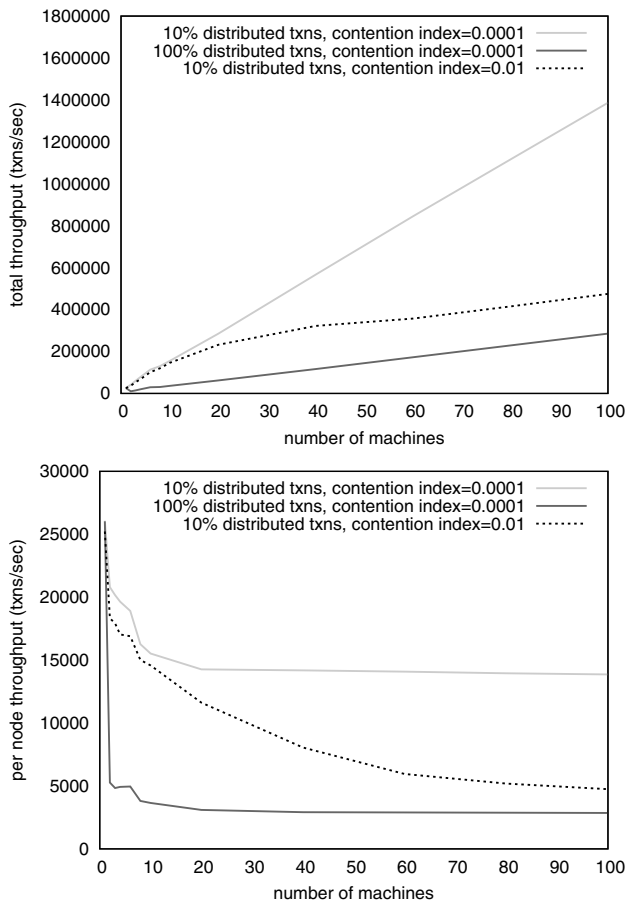 1800000
1600000
1400000
1200000
1000000
800000
600000
400000
200000
0
total throughput (txns/sec)
10% distributed txns, contention index=0.0001
100% distributed txns, contention index=0.0001
10% distributed txns, contention index=0.01
0 10 20 30 40 50 60 70 80 90 100
number of machines
30000
25000
20000
15000
10000
5000
0
per node throughput (txns/sec)
10% distributed txns, contention index=0.0001
100% distributed txns, contention index=0.0001
10% distributed txns, contention index=0.01
0 10 20 30 40 50 60 70 80 90 100
number of machines